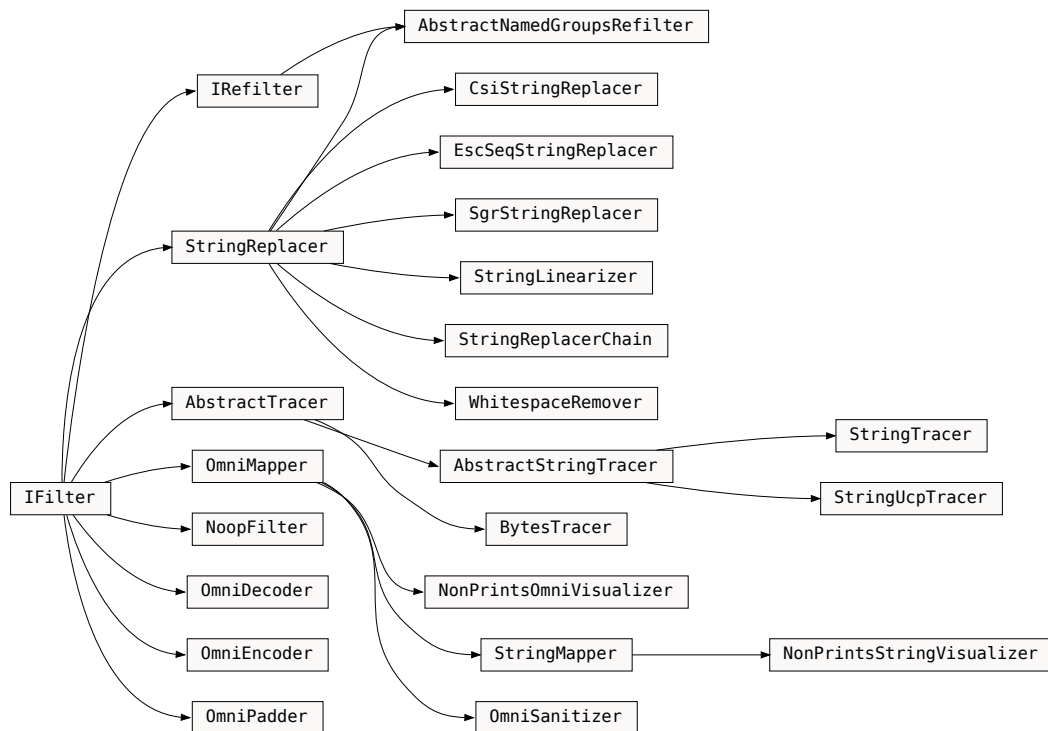 AbstractNamedGroupsRefilter
IRefilter
CsiStringReplacer
EscSeqStringReplacer
SgrStringReplacer
StringReplacer
StringLinearizer
StringReplacerChain
AbstractTracer
WhitespaceRemover
StringTracer
OmniMapper
AbstractStringTracer
IFilter
StringUcpTracer
NoopFilter
BytesTracer
OmniDecoder
NonPrintsOmniVisualizer
OmniEncoder
StringMapper
NonPrintsStringVisualizer
OmniPadder
OmniSanitizer